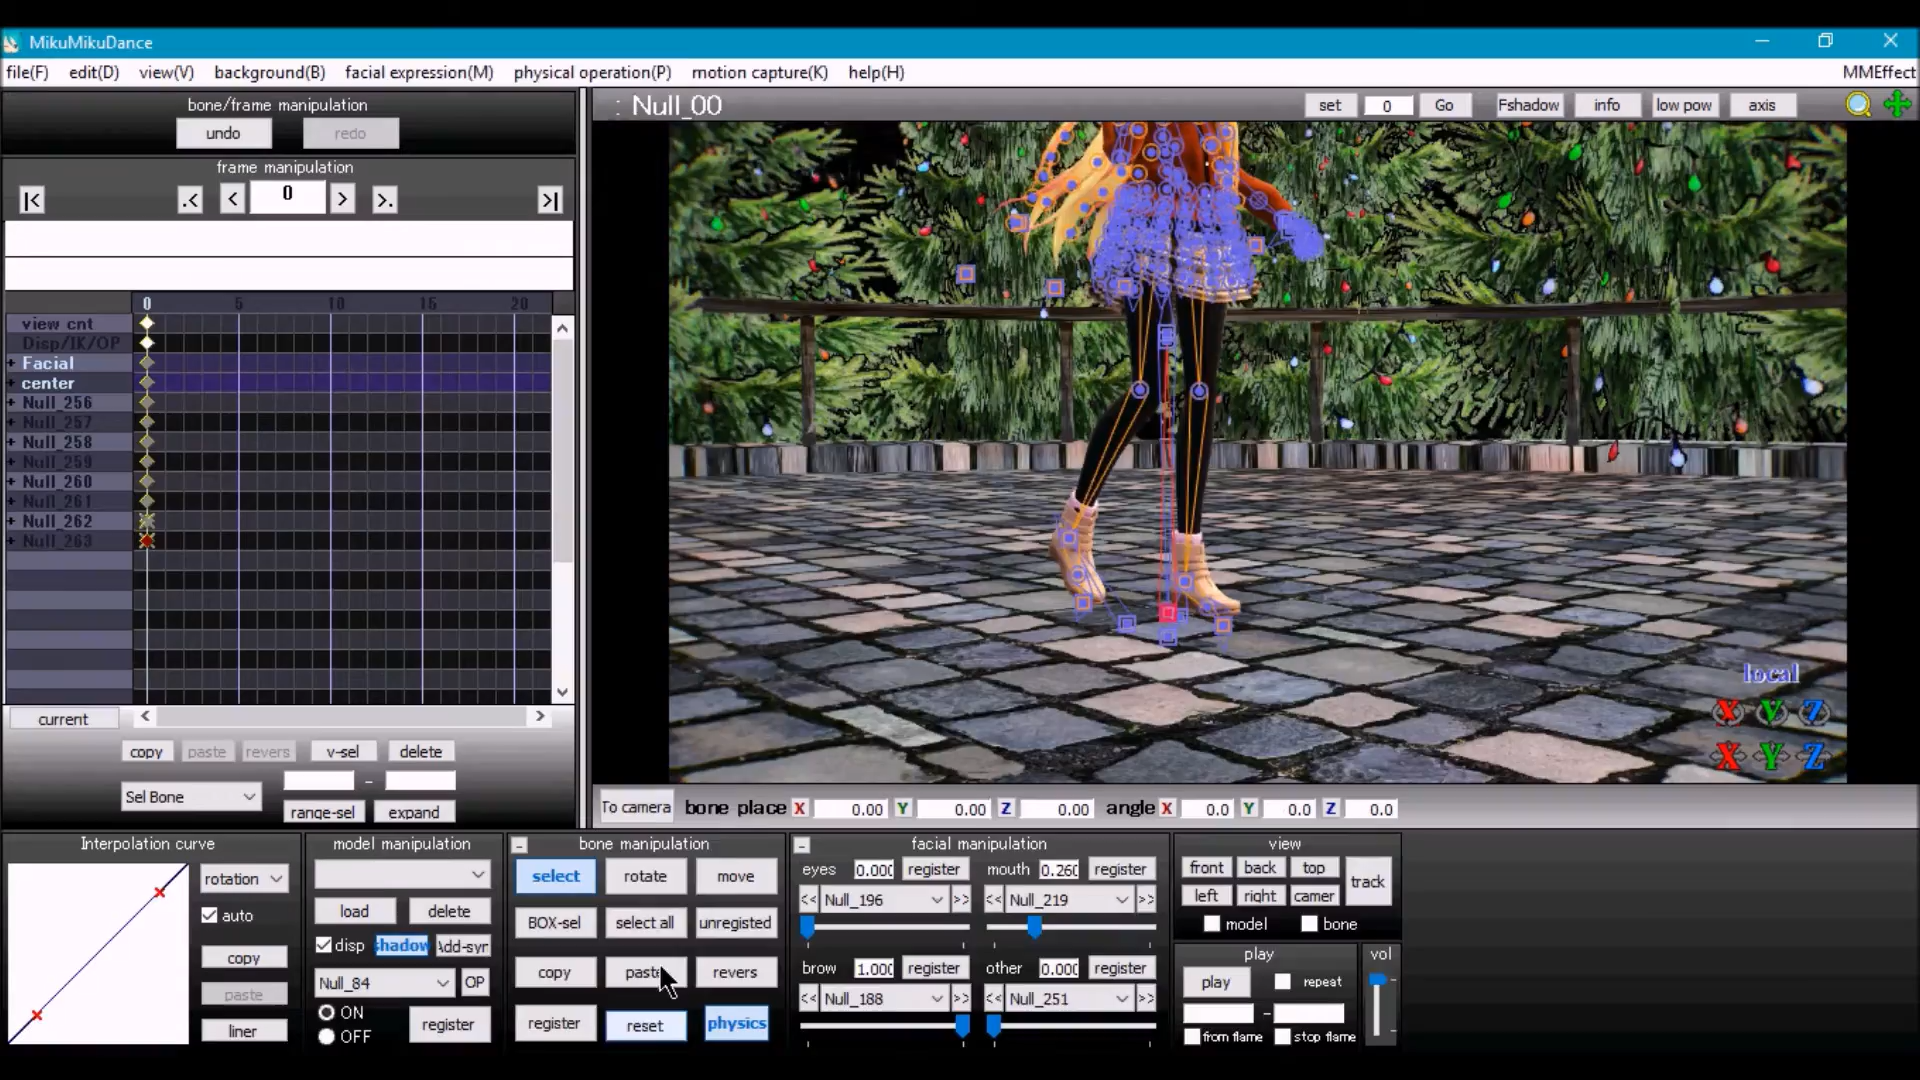 MikuMikuDance
file(F) edit(D) view(V) background(B) facial expression(M) physical operation(P) motion capture(K) help(H) MMEffect
bone/frame manipulation
undo redo
frame manipulation
|< .< < 0 > >. >|
: Null_00 set 0 Go Fshadow info low pow axis
0 5 10 15 20
view cnt
Disp/IK/OP
+ Facial
+ center
+ Null_256
+ Null_257
+ Null_258
+ Null_259
+ Null_260
+ Null_261
+ Null_262
+ Null_263
local
X Y Z
X Y Z
current < >
copy paste revers v-sel delete
Sel Bone -
range-sel expand
To camera bone place X 0.00 Y 0.00 Z 0.00 angle X 0.0 Y 0.0 Z 0.0
Interpolation curve
rotation
auto
copy
paste
liner
model manipulation
load delete
disp shadow Add-syn
Null_84 OP
ON
OFF
register
- bone manipulation
select rotate move
BOX-sel select all unregisted
copy paste revers
register reset physics
- facial manipulation
eyes 0.000 register mouth 0.260 register
<< Null_196 >> << Null_219 >>
brow 1.000 register other 0.000 register
<< Null_188 >> << Null_251 >>
view
front back top
left right camer
track
model bone
play
play repeat
-
from flame stop flame
vol